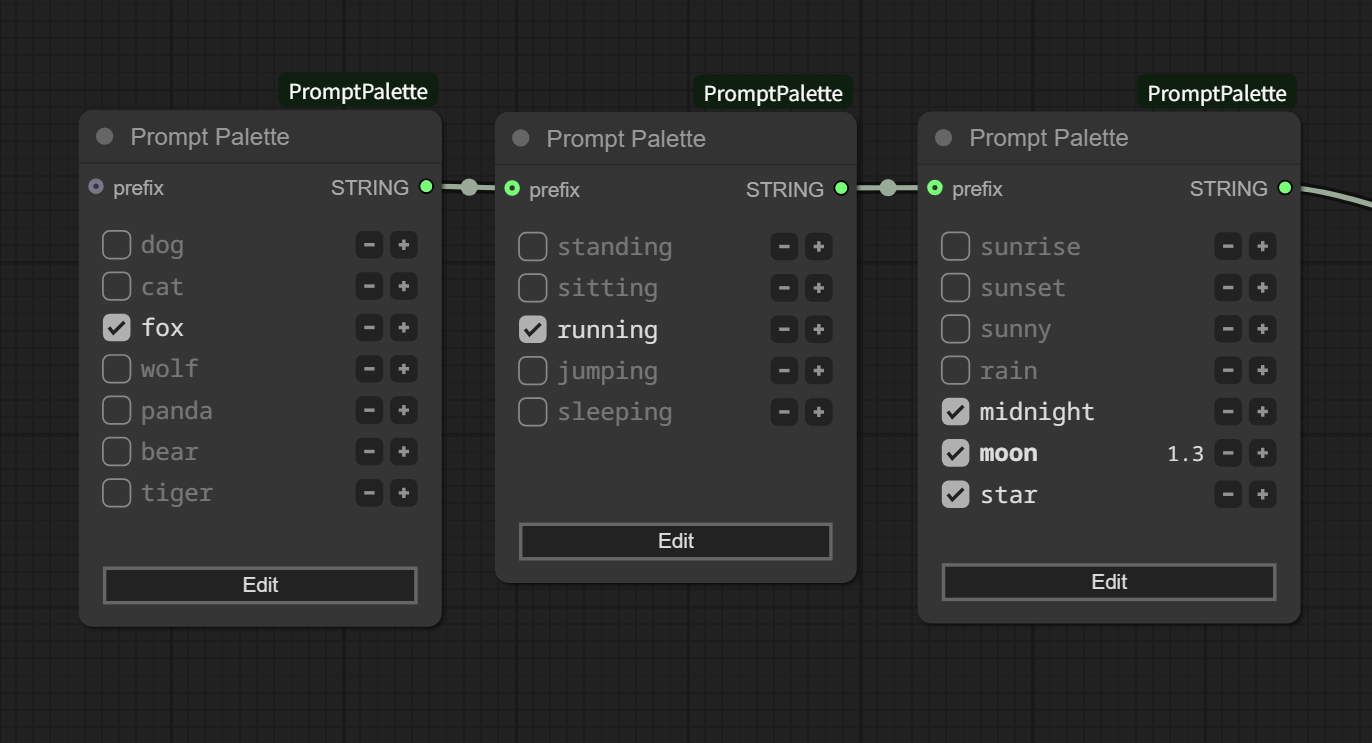 PromptPalette
Prompt Palette
prefix STRING
dog - +
cat - +
fox - +
wolf - +
panda - +
bear - +
tiger - +
Edit
PromptPalette
Prompt Palette
prefix STRING
standing - +
sitting - +
running - +
jumping - +
sleeping - +
Edit
PromptPalette
Prompt Palette
prefix STRING
sunrise - +
sunset - +
sunny - +
rain - +
midnight - +
moon 1.3 - +
star - +
Edit